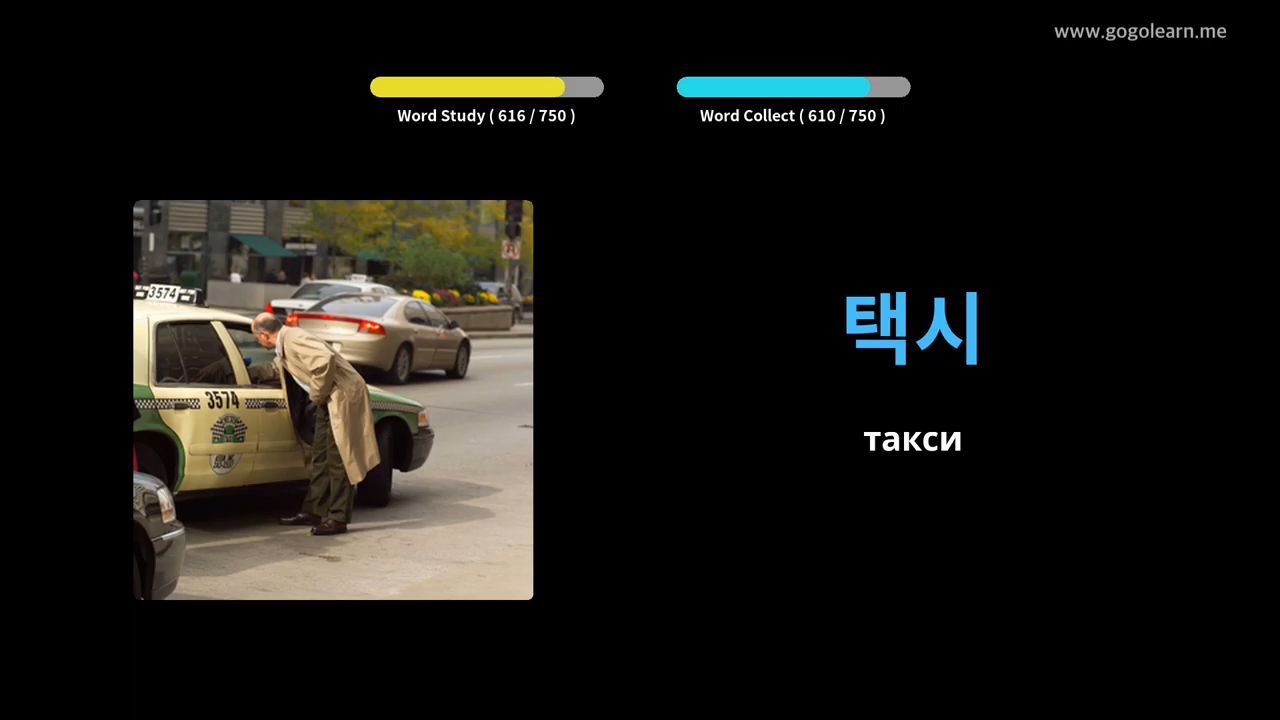 www.gogolearn.me
Word Study ( 616 / 750 )
Word Collect ( 610 / 750 )
3574
3574
택시
такси